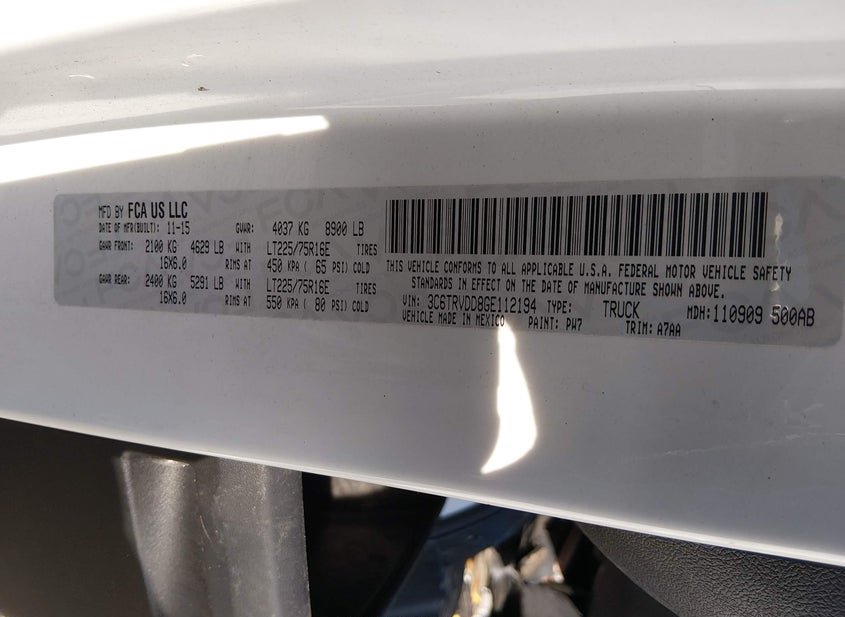 MFD BY FCA US LLC
DATE OF MFR(BUILT): 11-15 GVWR: 4037 KG 8900 LB
GAWR FRONT: 2100 KG 4629 LB WITH LT225/75R16E TIRES
16X6.0 RIMS AT 450 KPA ( 65 PSI) COLD
GAWR REAR: 2400 KG 5291 LB WITH LT225/75R16E TIRES
16X6.0 RIMS AT 550 KPA ( 80 PSI) COLD
THIS VEHICLE CONFORMS TO ALL APPLICABLE U.S.A. FEDERAL MOTOR VEHICLE SAFETY
STANDARDS IN EFFECT ON THE DATE OF MANUFACTURE SHOWN ABOVE.
VIN: 3C6TRVDD8GE112194 TYPE: TRUCK MDH: 110909 500AB
VEHICLE MADE IN MEXICO PAINT: PW7 TRIM: A7AA